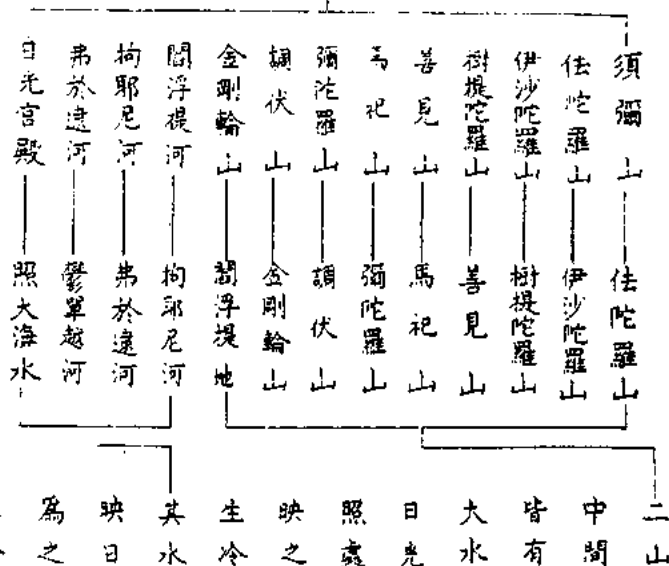 須彌山
佉陀羅山
伊沙陀羅山
樹提陀羅山
善見山
馬祀山
彌陀羅山
調伏山
金剛輪山
閻浮提河
拘耶尼河
弗於逮河
日光宮殿
佉陀羅山
伊沙陀羅山
樹提陀羅山
善見山
馬祀山
彌陀羅山
調伏山
金剛輪山
閻浮提地
拘耶尼河
弗於逮河
鬱單越河
照大海水
二山
中間
皆有
大水
日光
照處
映之
生冷
其水
映日
為之